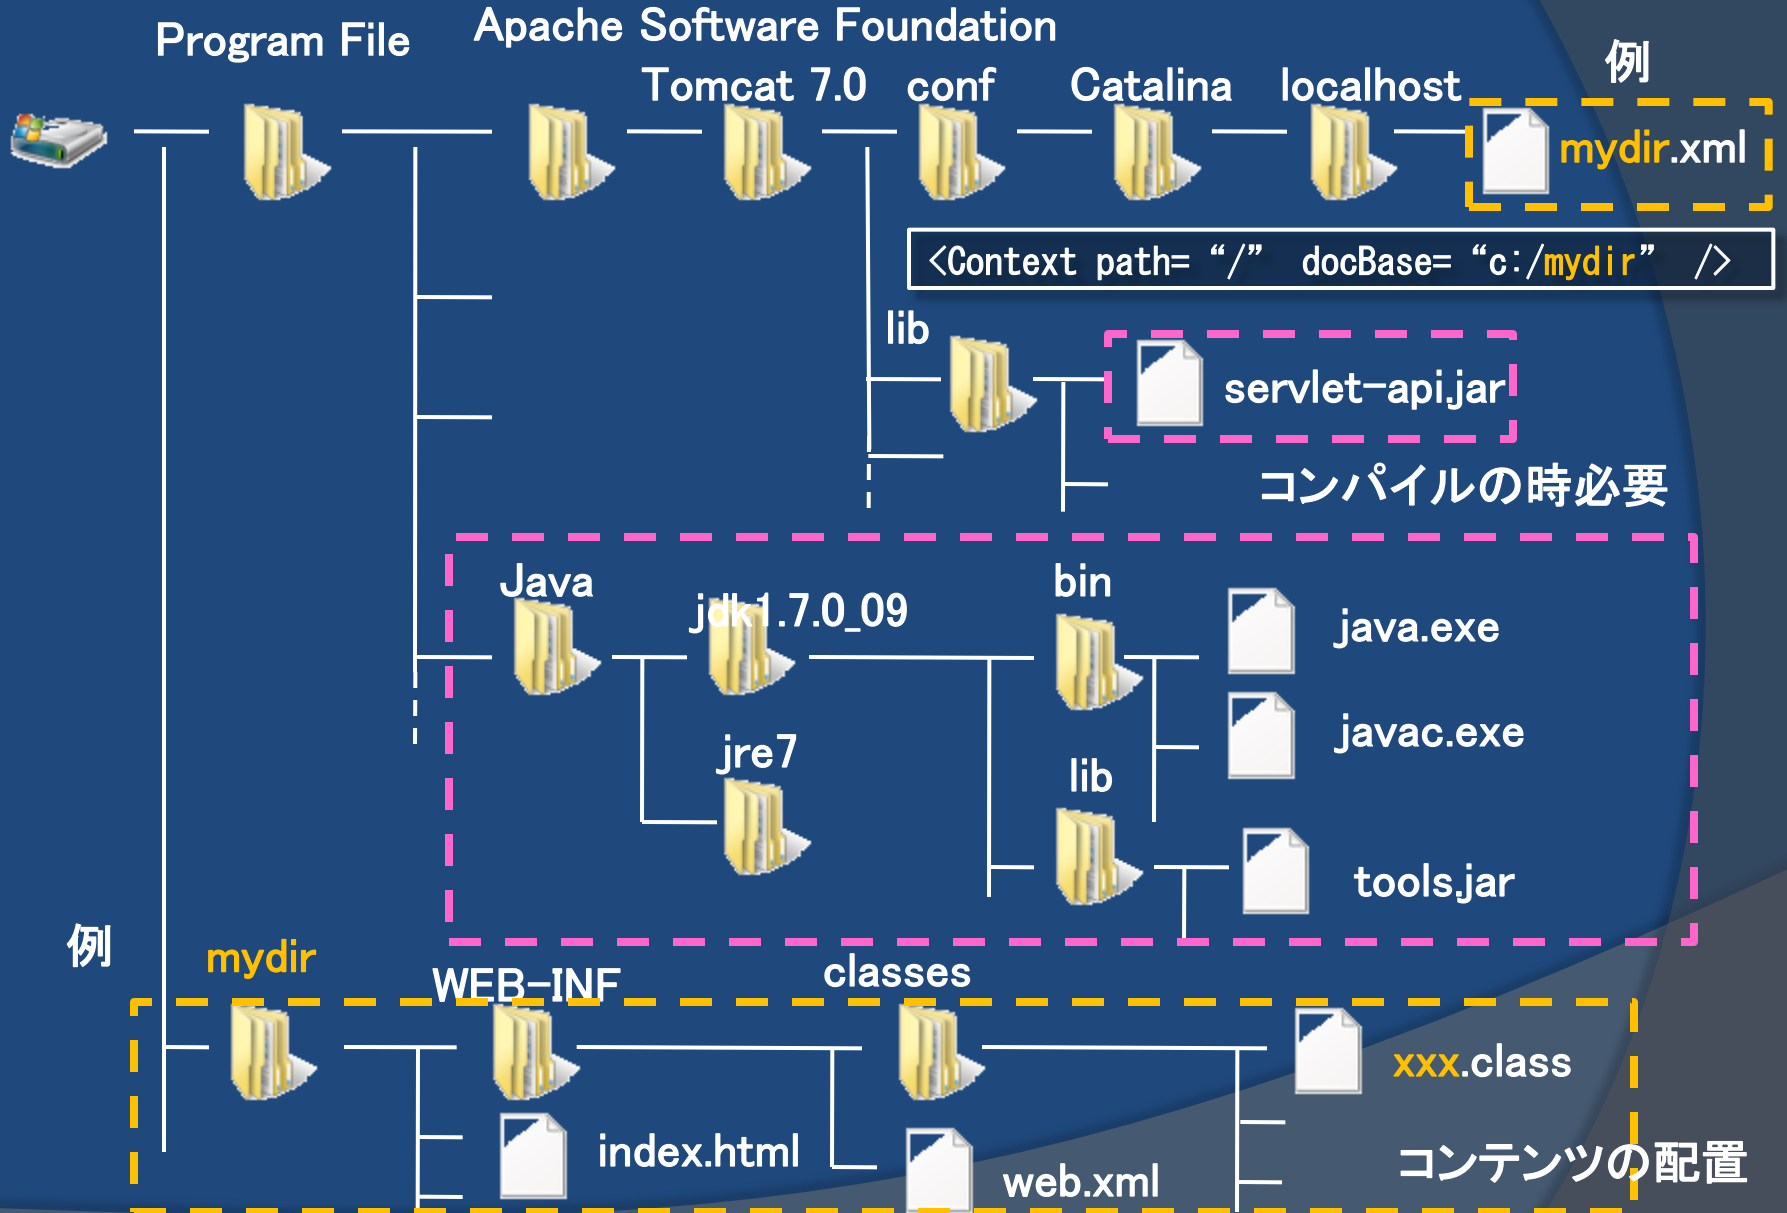 Program File
Apache Software Foundation
Tomcat 7.0
conf
Catalina
localhost
例
mydir.xml
<Context path= “/” docBase= “c:/mydir” />
lib
servlet-api.jar
コンパイルの時必要
Java
jdk1.7.0_09
bin
java.exe
javac.exe
jre7
lib
tools.jar
例
mydir
WEB-INF
classes
xxx.class
index.html
web.xml
コンテンツの配置